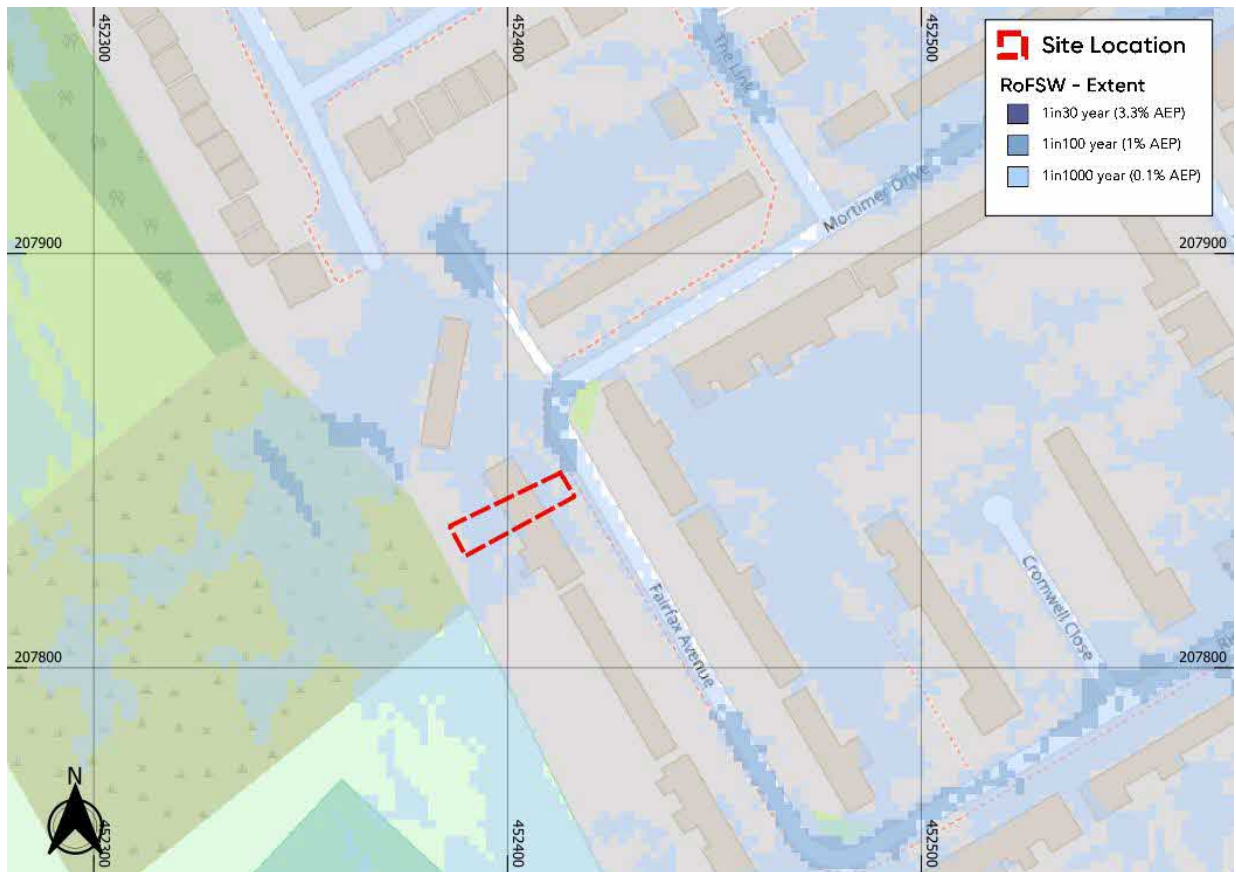 452300
452400
452500
Site Location
RoFSW - Extent
1in30 year (3.3% AEP)
1in100 year (1% AEP)
1in1000 year (0.1% AEP)
The Link
Mortimer Drive
207900
207900
Fairfax Avenue
Cromwell Close
207800
207800
N
452300
452400
452500